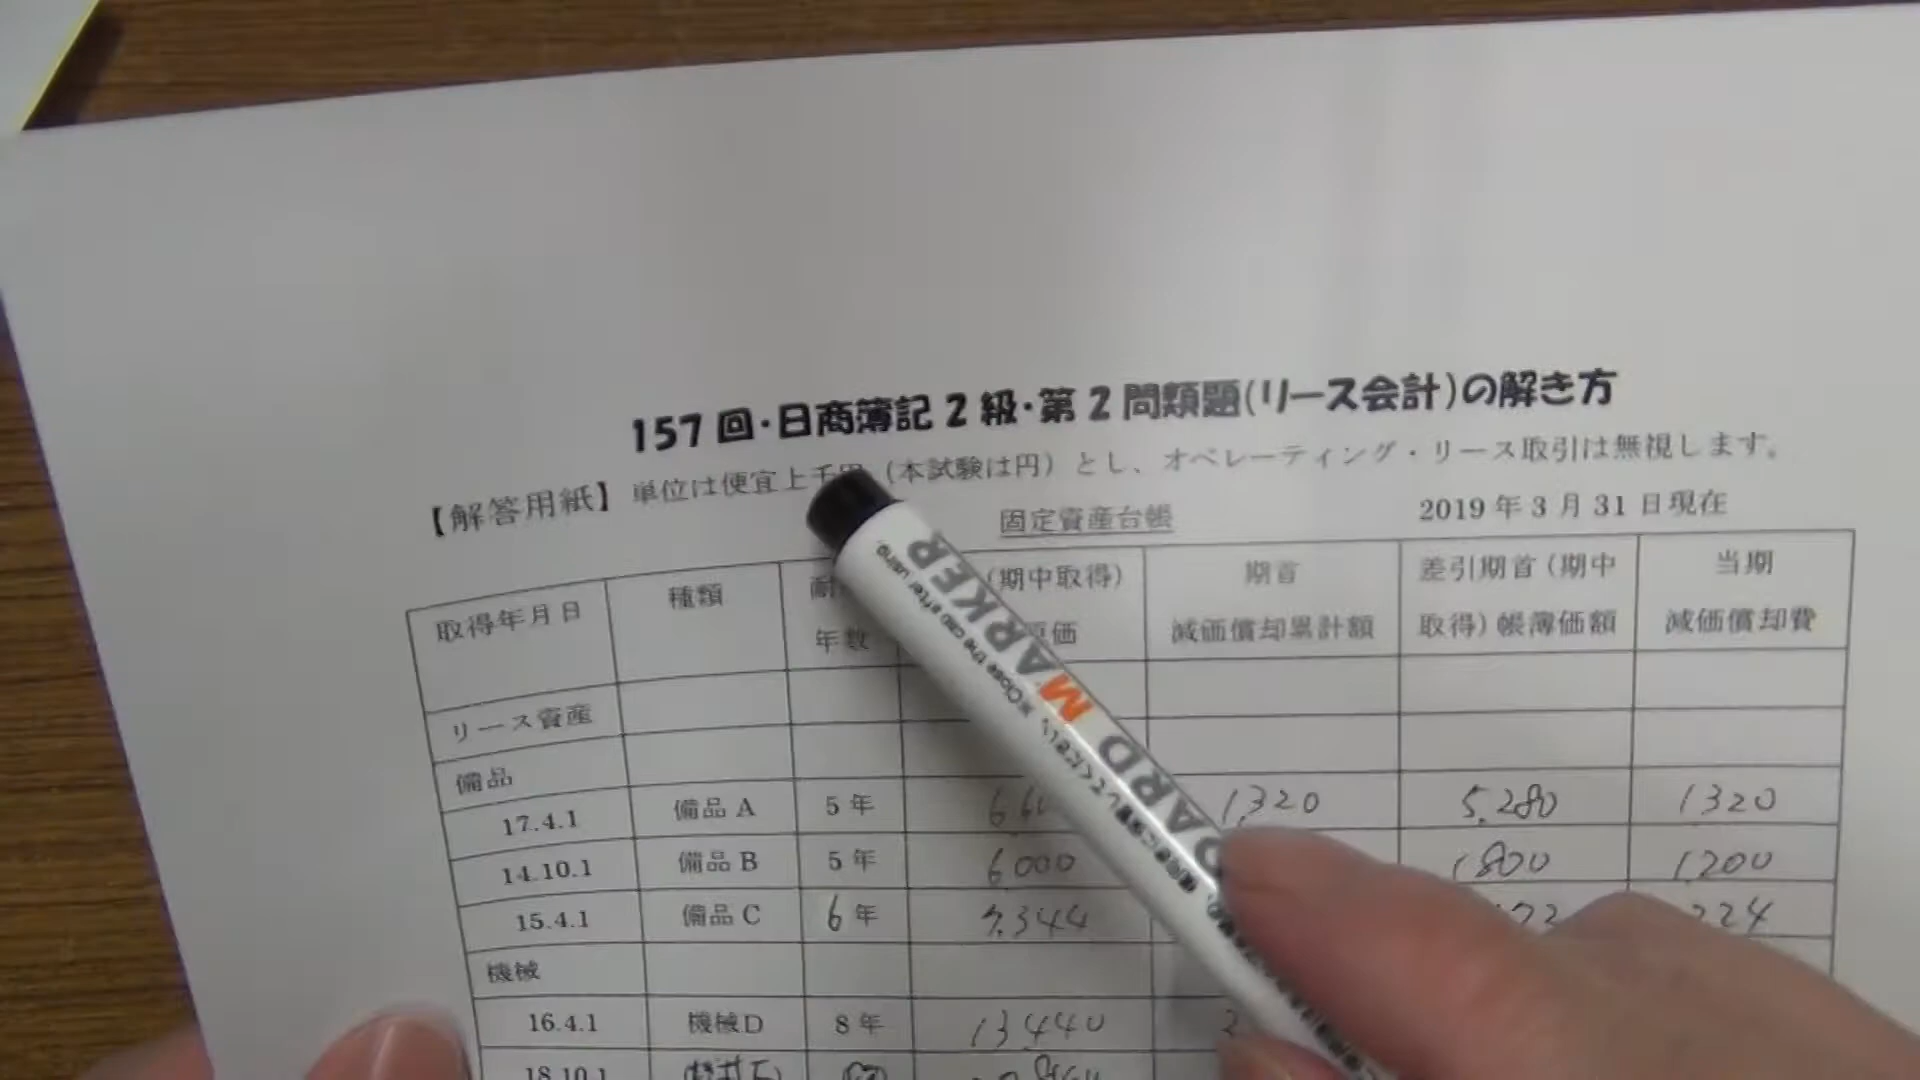 157回・日商簿記2級・第2問類題(リース会計)の解き方
【解答用紙】 単位は便宜上千 (本試験は円)とし、オペレーティング・リース取引は無視します。
固定資産台帳 2019年3月31日現在
取得年月日 種類 年数 (期中取得) 期首 減価償却累計額 差引期首(期中取得)帳簿価額 当期 減価償却費
リース資産
備品
17.4.1 備品A 5年 1,320 5,280 1320
14.10.1 備品B 5年 6,000 1800 1,200
15.4.1 備品C 6年 7,344
機械
16.4.1 機械D 8年 13,440
18.10.1
BOARD MARKER
※Close the cap after using.